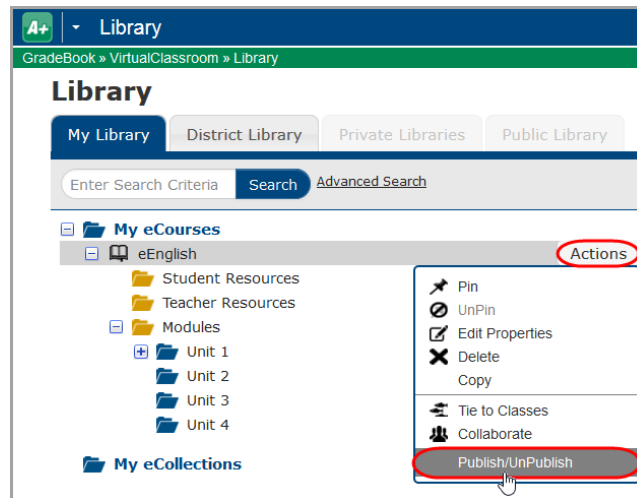 A+ Library
GradeBook » VirtualClassroom » Library
Library
My Library District Library Private Libraries Public Library
Enter Search Criteria Search Advanced Search
My eCourses
eEnglish Actions
Student Resources
Teacher Resources
Modules
Unit 1
Unit 2
Unit 3
Unit 4
My eCollections
Pin
UnPin
Edit Properties
Delete
Copy
Tie to Classes
Collaborate
Publish/UnPublish